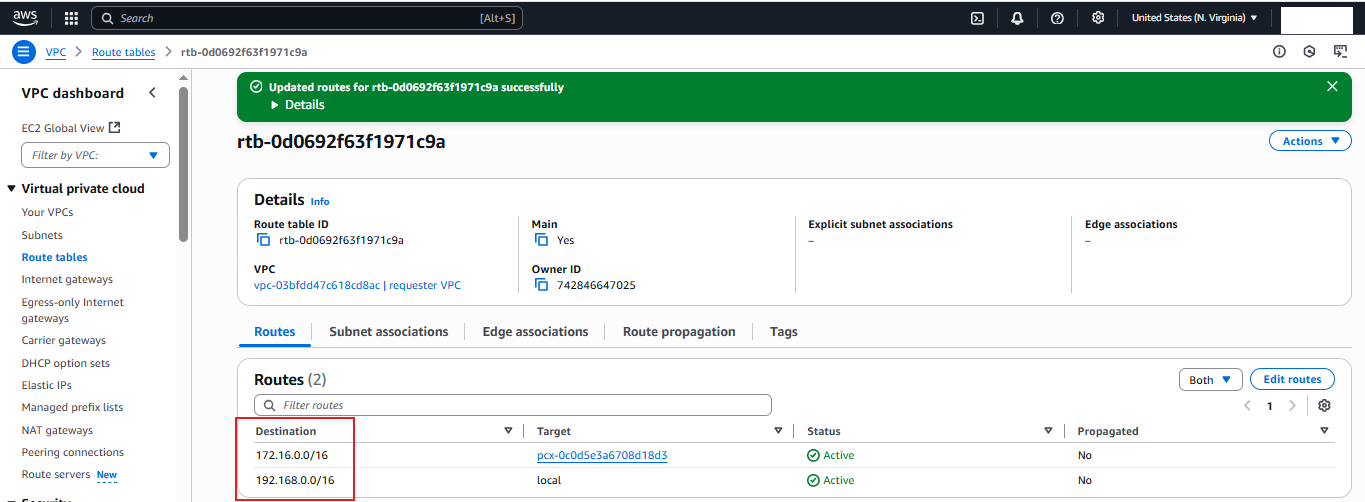 aws Search [Alt+S] United States (N. Virginia)
VPC > Route tables > rtb-0d0692f63f1971c9a
VPC dashboard
EC2 Global View
Filter by VPC:
Virtual private cloud
Your VPCs
Subnets
Route tables
Internet gateways
Egress-only Internet
gateways
Carrier gateways
DHCP option sets
Elastic IPs
Managed prefix lists
NAT gateways
Peering connections
Route servers New
Security
Updated routes for rtb-0d0692f63f1971c9a successfully
Details
rtb-0d0692f63f1971c9a
Actions
Details Info
Route table ID
rtb-0d0692f63f1971c9a
Main
Yes
Explicit subnet associations
–
Edge associations
–
VPC
vpc-03bfdd47c618cd8ac | requester VPC
Owner ID
742846647025
Routes Subnet associations Edge associations Route propagation Tags
Routes (2)
Both Edit routes
Filter routes
1
Destination Target Status Propagated
172.16.0.0/16 pcx-0c0d5e3a6708d18d3 Active No
192.168.0.0/16 local Active No